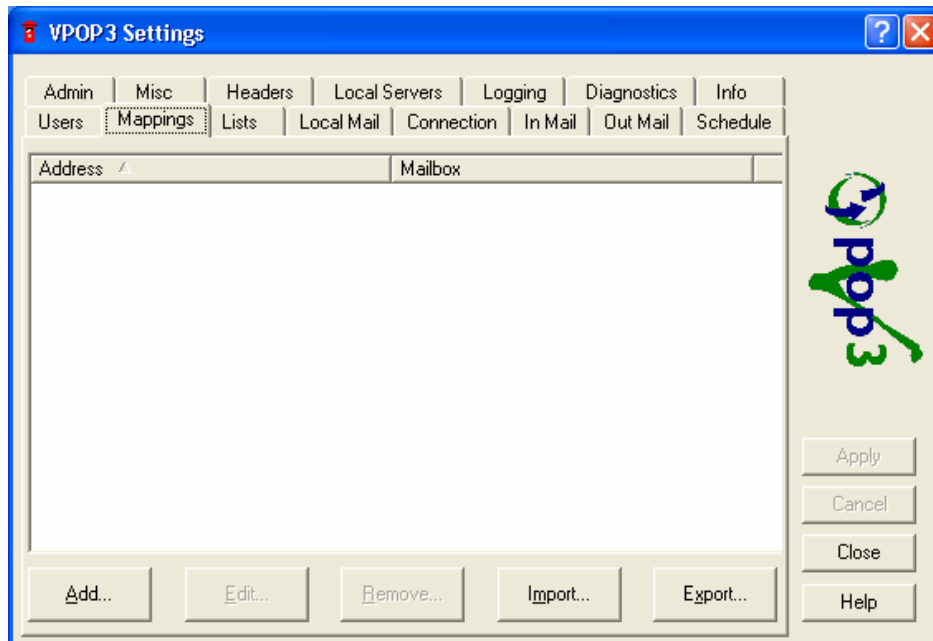 VPOP3 Settings
Admin Misc Headers Local Servers Logging Diagnostics Info
Users Mappings Lists Local Mail Connection In Mail Out Mail Schedule
Address Mailbox
pop3
Apply
Cancel
Close
Add... Edit... Remove... Import... Export... Help